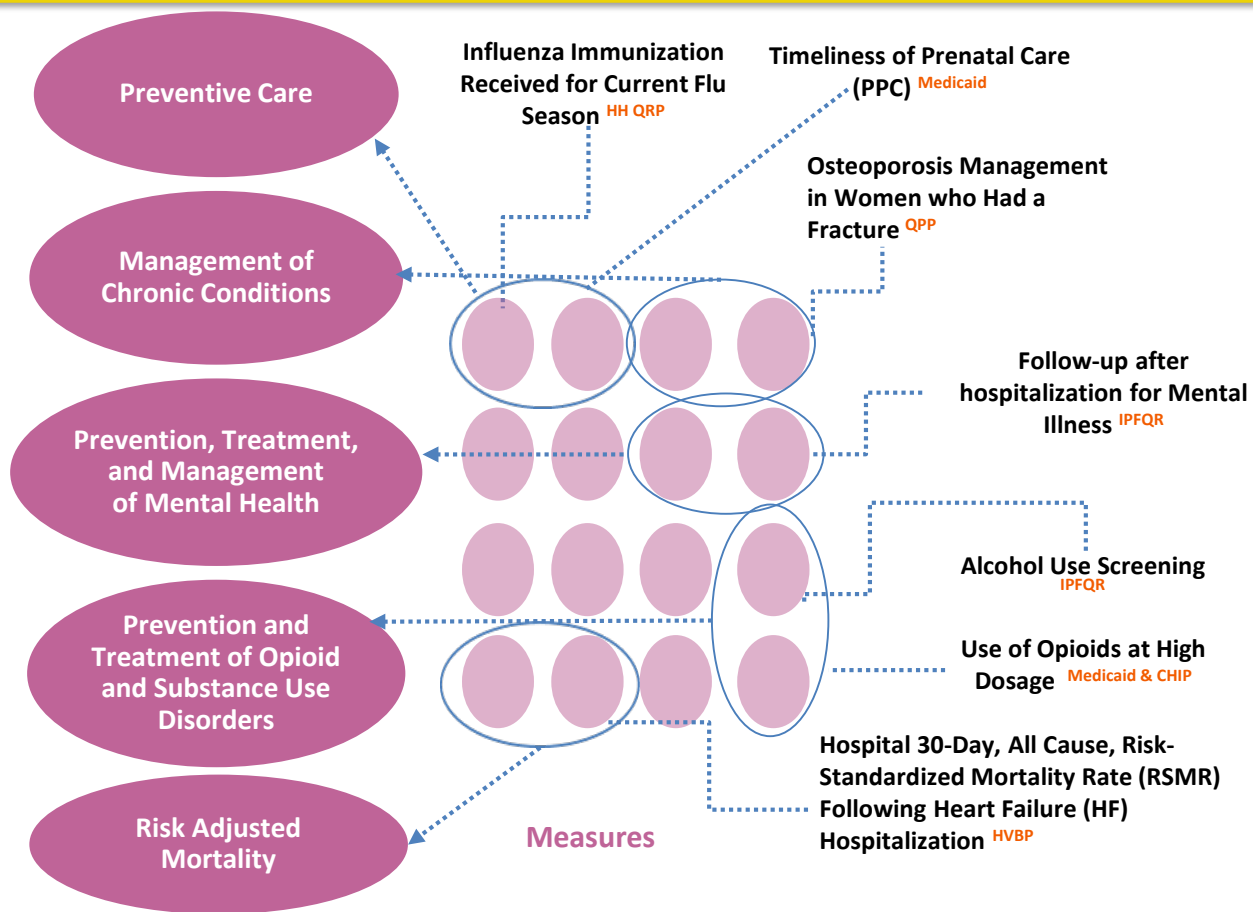 Preventive Care
Influenza Immunization
Received for Current Flu
Season HH QRP
Timeliness of Prenatal Care
(PPC) Medicaid
Osteoporosis Management
in Women who Had a
Fracture QPP
Management of
Chronic Conditions
Follow-up after
hospitalization for Mental
Illness IPFQR
Prevention, Treatment,
and Management
of Mental Health
Alcohol Use Screening
IPFQR
Prevention and
Treatment of Opioid
and Substance Use
Disorders
Use of Opioids at High
Dosage Medicaid & CHIP
Hospital 30-Day, All Cause, Risk-
Standardized Mortality Rate (RSMR)
Following Heart Failure (HF)
Hospitalization HVBP
Risk Adjusted
Mortality
Measures